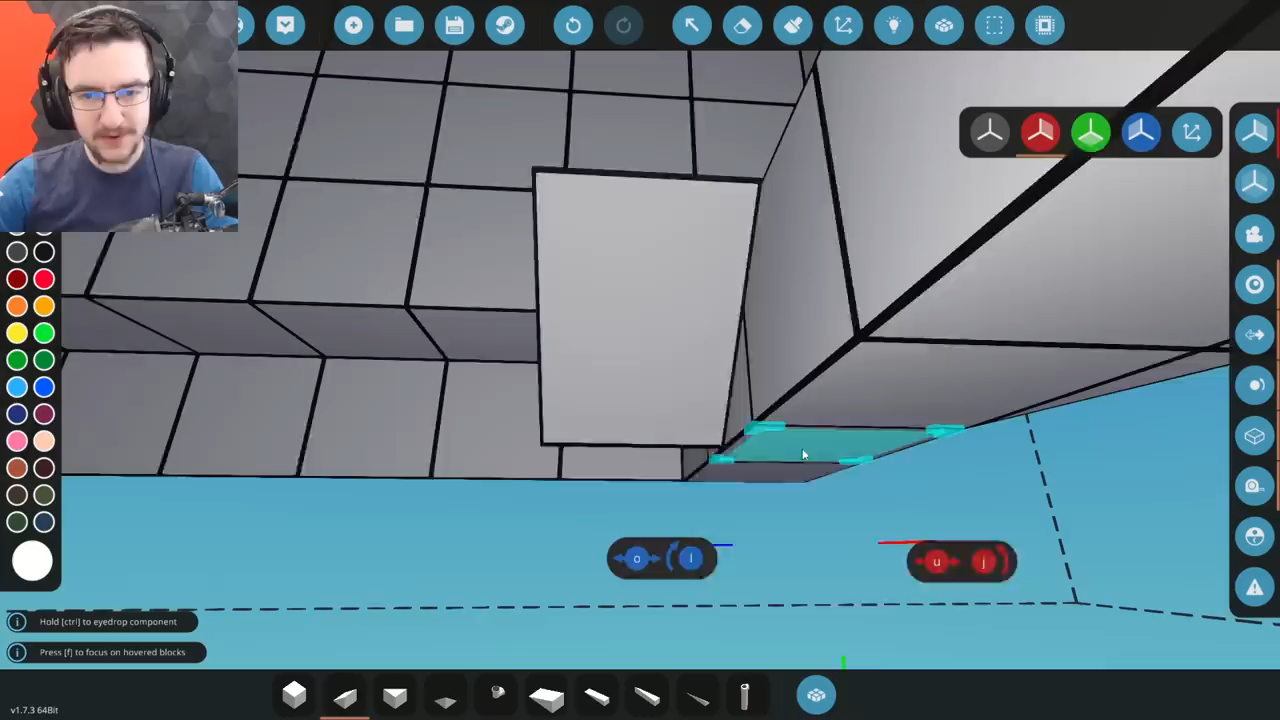 o l
u j
Hold [ctrl] to eyedrop component
Press [f] to focus on hovered blocks
v1.7.3 64Bit